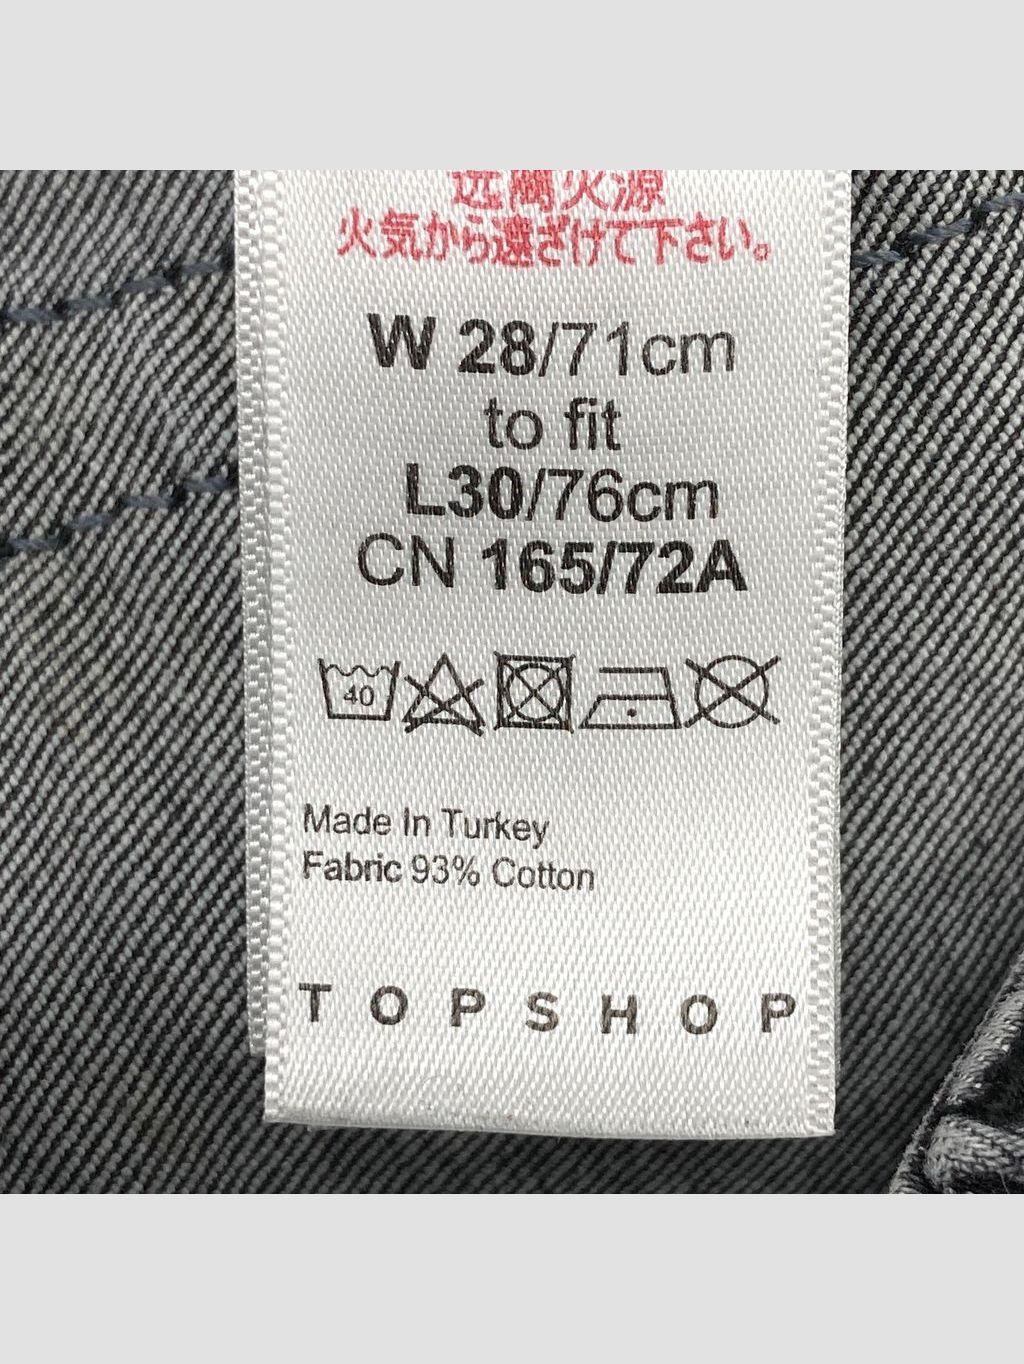 远离火源
火気から遠ざけて下さい。
W 28/71cm
to fit
L30/76cm
CN 165/72A
40
Made In Turkey
Fabric 93% Cotton
TOPSHOP